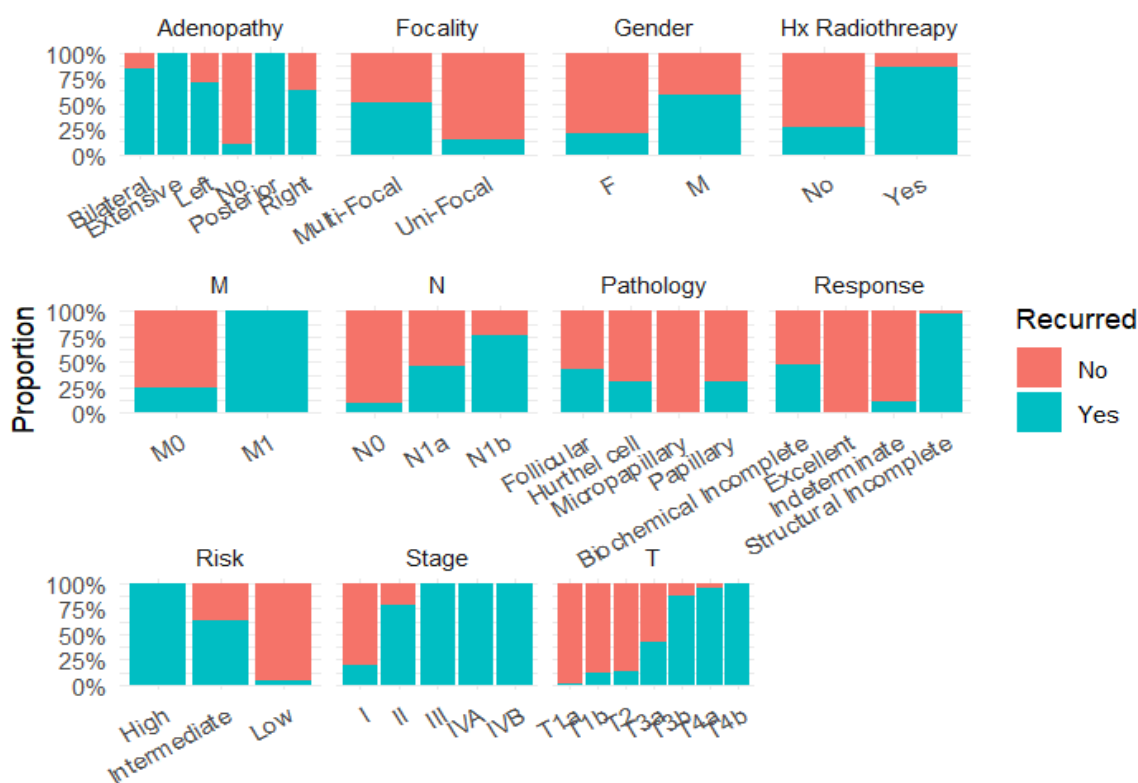 Adenopathy
Focality
Gender
Hx Radiothreapy
100%
75%
50%
25%
0%
Bilateral
Extensive
Left
No
Posterior
Right
Multi-Focal
Uni-Focal
F
M
No
Yes
M
N
Pathology
Response
Proportion
100%
75%
50%
25%
0%
M0
M1
N0
N1a
N1b
Follicular
Hurthel cell
Micropapillary
Papillary
Biochemical Incomplete
Excellent
Indeterminate
Structural Incomplete
Recurred
No
Yes
Risk
Stage
T
100%
75%
50%
25%
0%
High
Intermediate
Low
I
II
III
IVA
IVB
T1a
T1b
T2
T3a
T3b
T4a
T4b